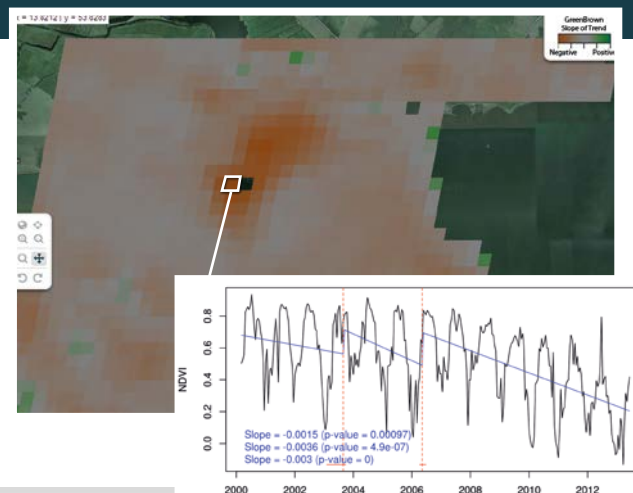 GreenBrown
Slope of Trend
Negative
NDVI
0.8
0.6
0.4
0.2
0.0
Slope = -0.0015 (p-value = 0.00097)
Slope = -0.0036 (p-value = 4.9e-07)
Slope = -0.003 (p-value = 0)
2000 2002 2004 2006 2008 2010 2012